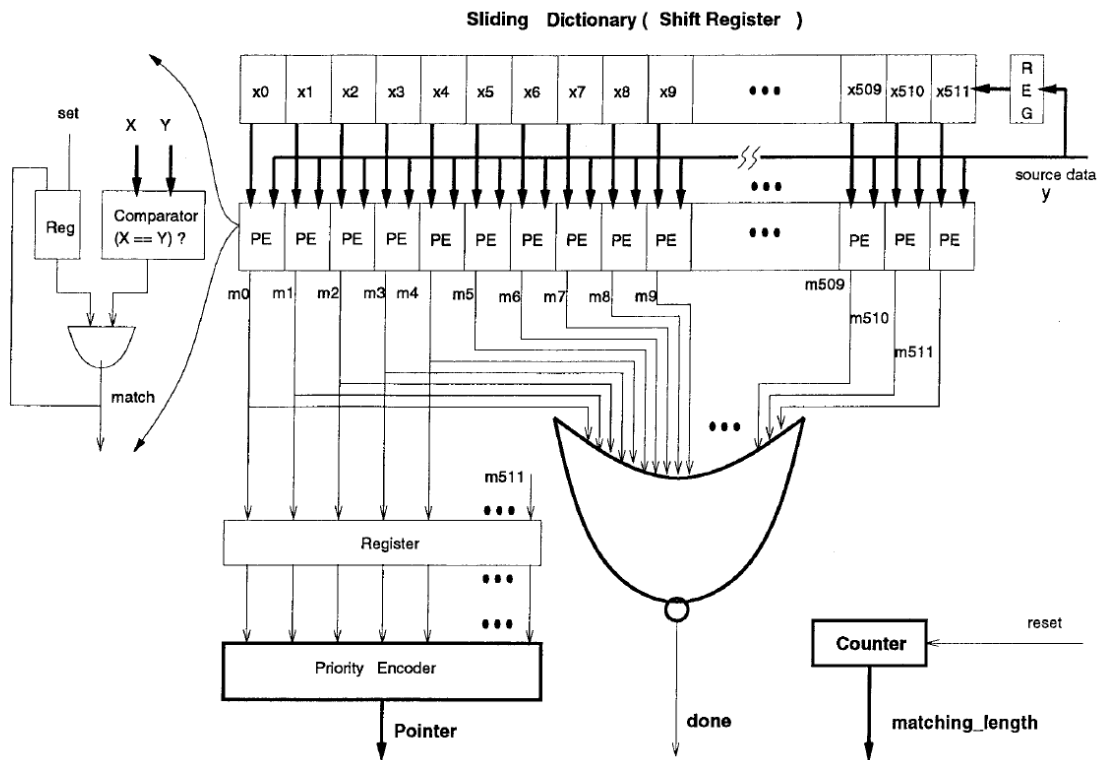 Sliding Dictionary ( Shift Register )
x0 x1 x2 x3 x4 x5 x6 x7 x8 x9 ••• x509 x510 x511
R
E
G
set
X Y
source data
y
•••
Reg
Comparator
(X == Y) ?
PE PE PE PE PE PE PE PE PE PE ••• PE PE PE
m0 m1 m2 m3 m4 m5 m6 m7 m8 m9 m509
m510
m511
match
•••
m511
•••
Register
•••
•••
Priority Encoder
Pointer
done
Counter
reset
matching_length